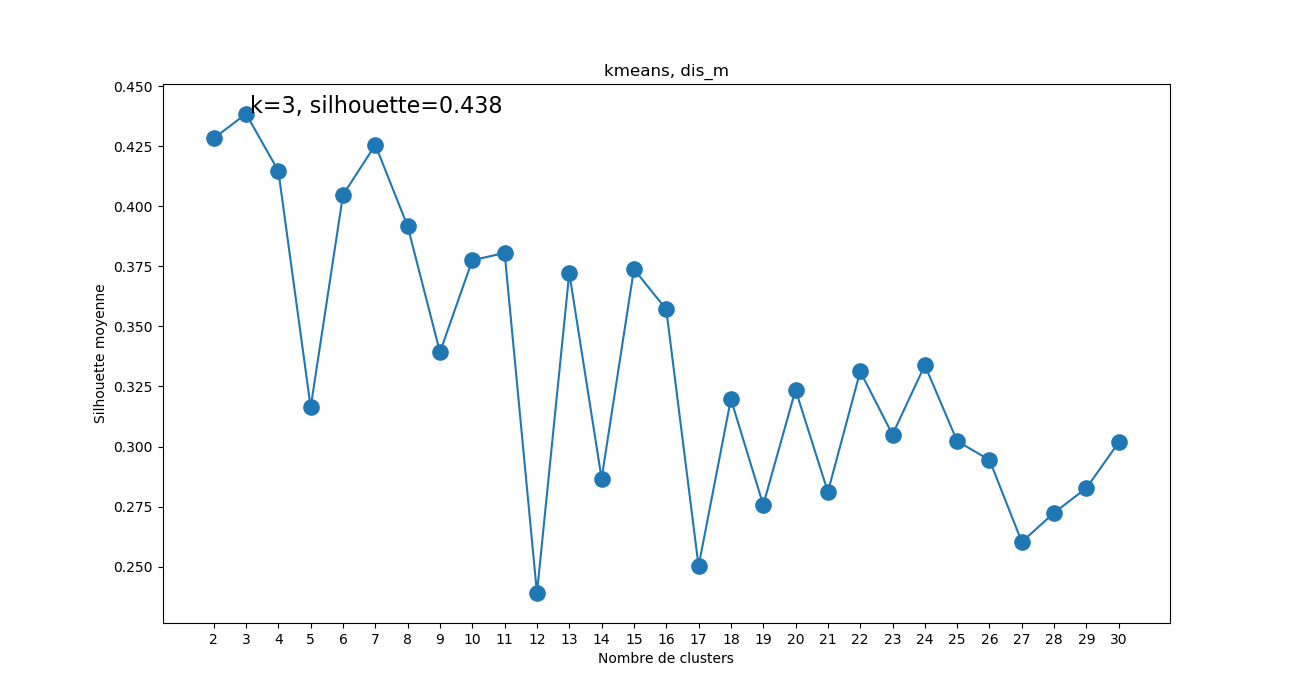 kmeans, dis_m
k=3, silhouette=0.438
Silhouette moyenne
0.450
0.425
0.400
0.375
0.350
0.325
0.300
0.275
0.250
2 3 4 5 6 7 8 9 10 11 12 13 14 15 16 17 18 19 20 21 22 23 24 25 26 27 28 29 30
Nombre de clusters